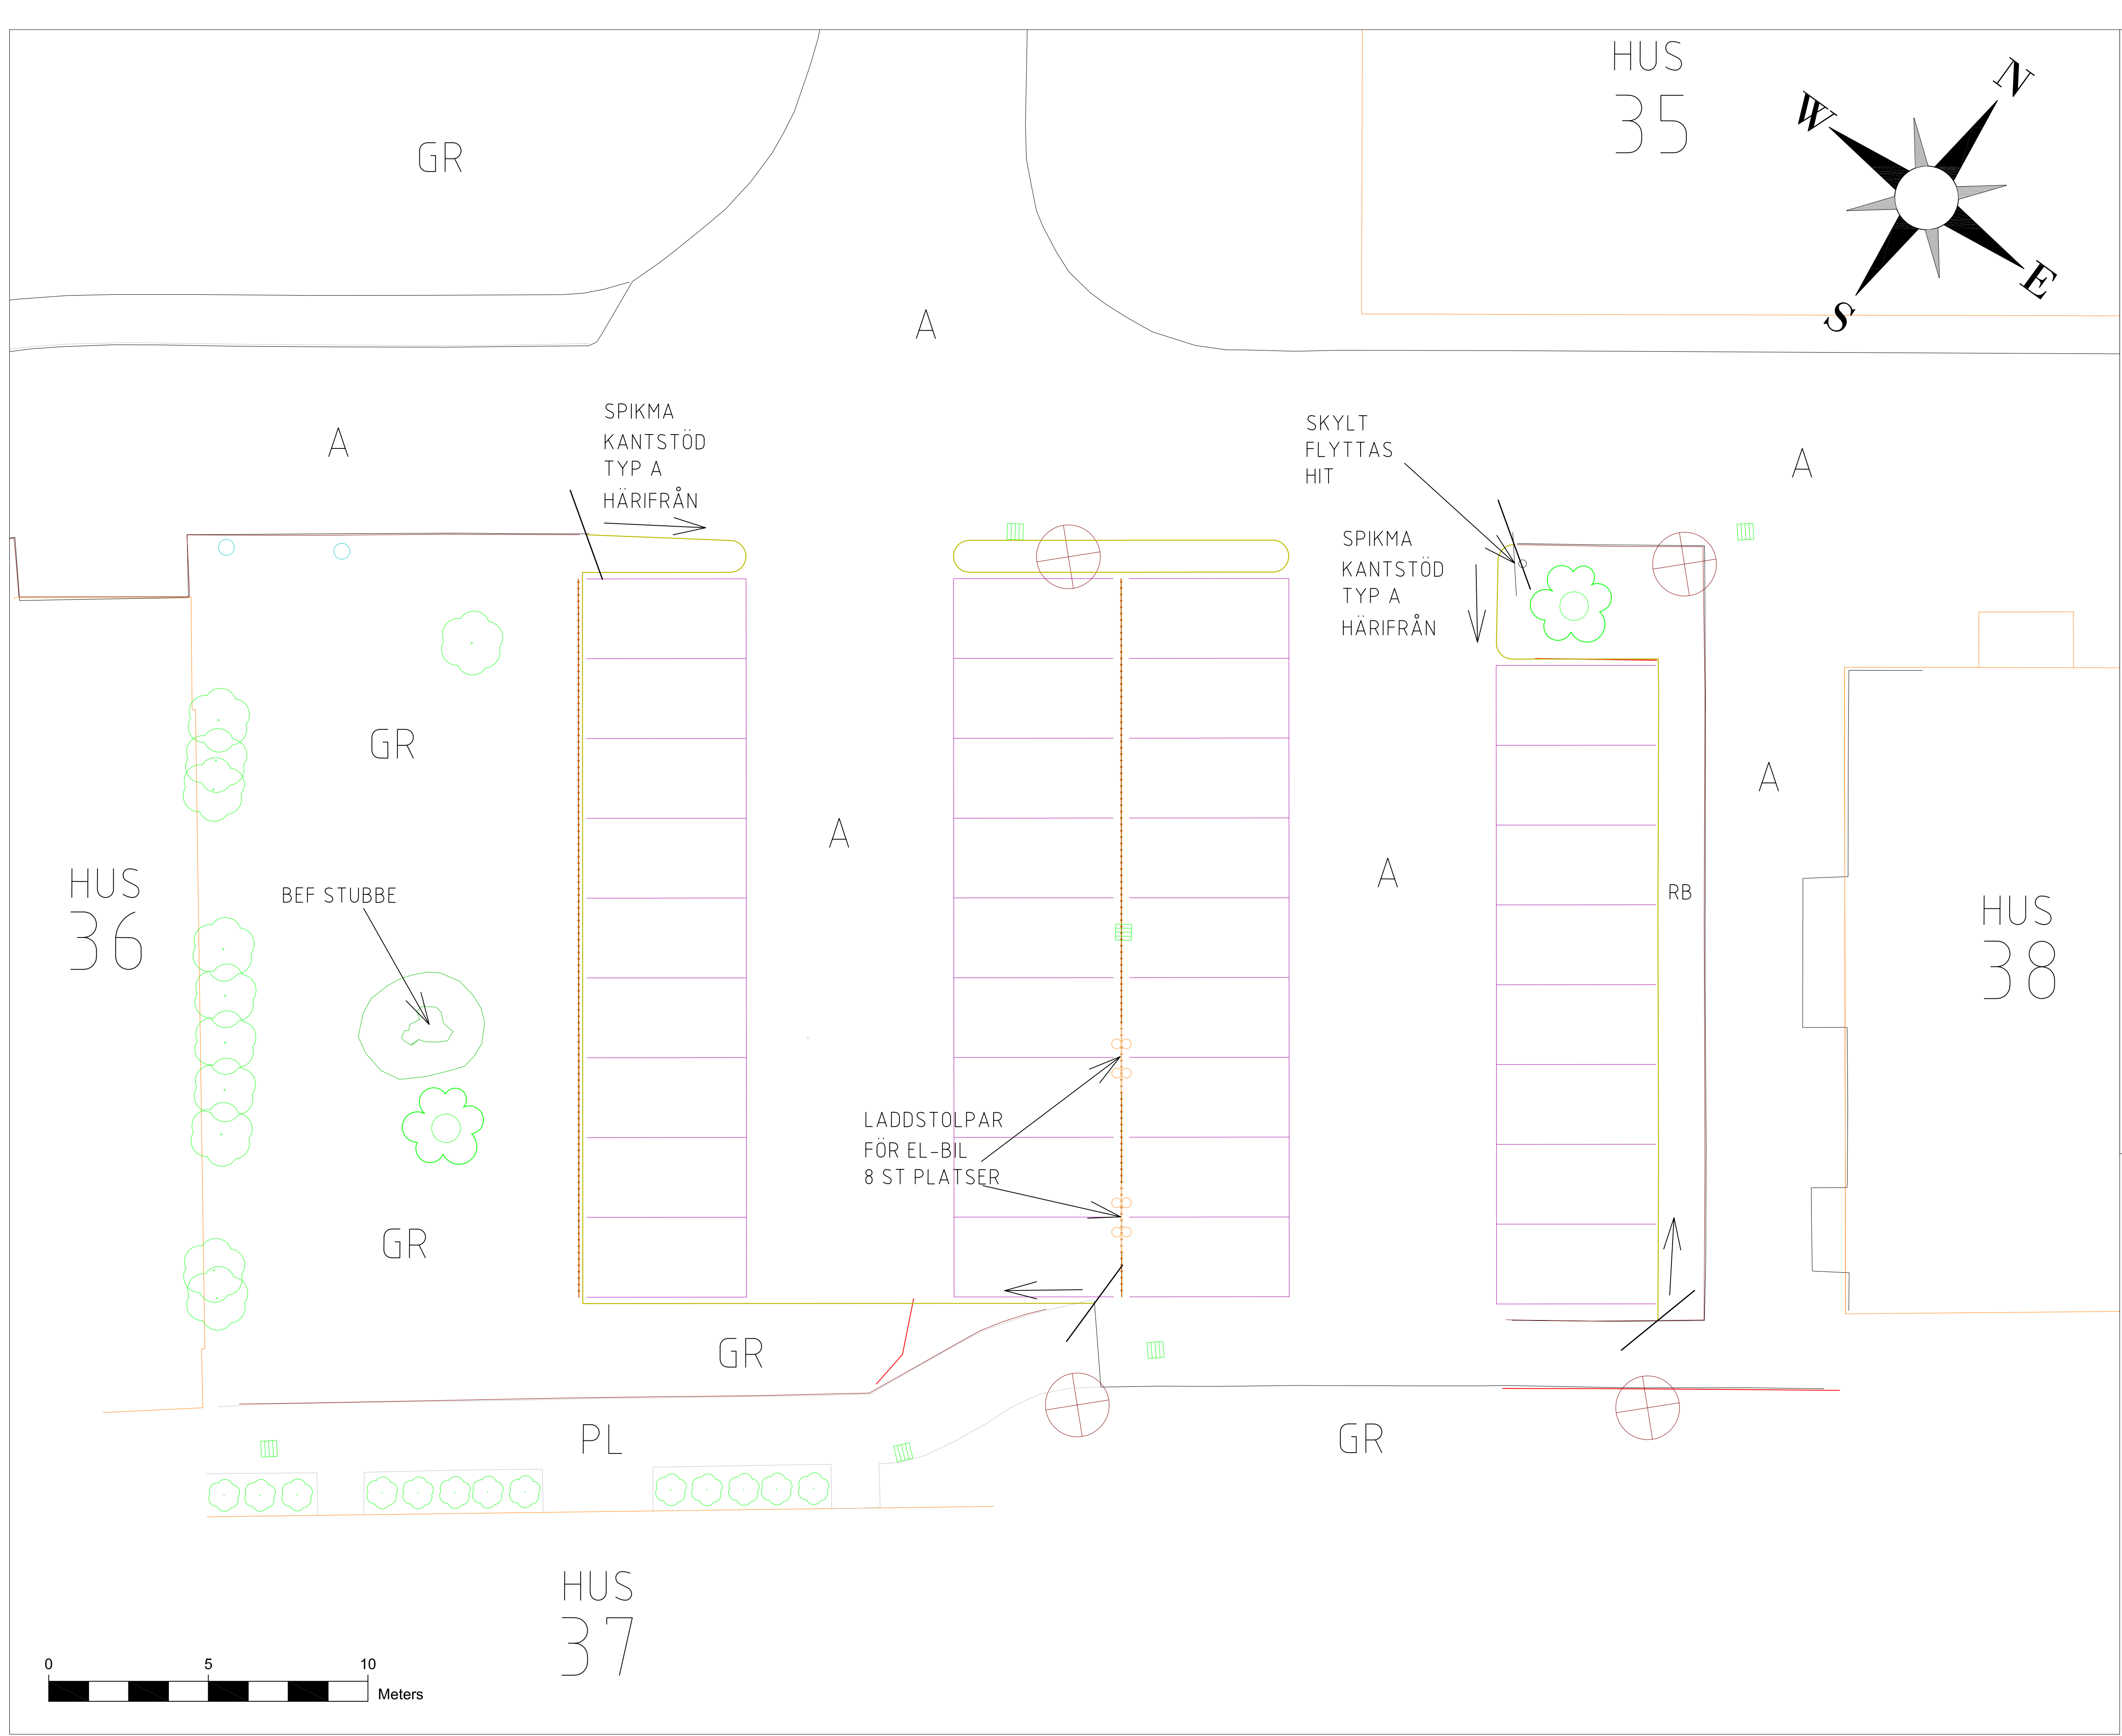 HUS
35
N
W
E
S
GR
A
SPIKMA
KANTSTÖD
TYP A
HÄRIFRÅN
SKYLT
FLYTTAS
HIT
A
A
SPIKMA
KANTSTÖD
TYP A
HÄRIFRÅN
GR
A
A
A
HUS
36
BEF STUBBE
RB
HUS
38
LADDSTOLPAR
FÖR EL-BIL
8 ST PLATSER
GR
GR
PL
GR
HUS
37
0 5 10
Meters